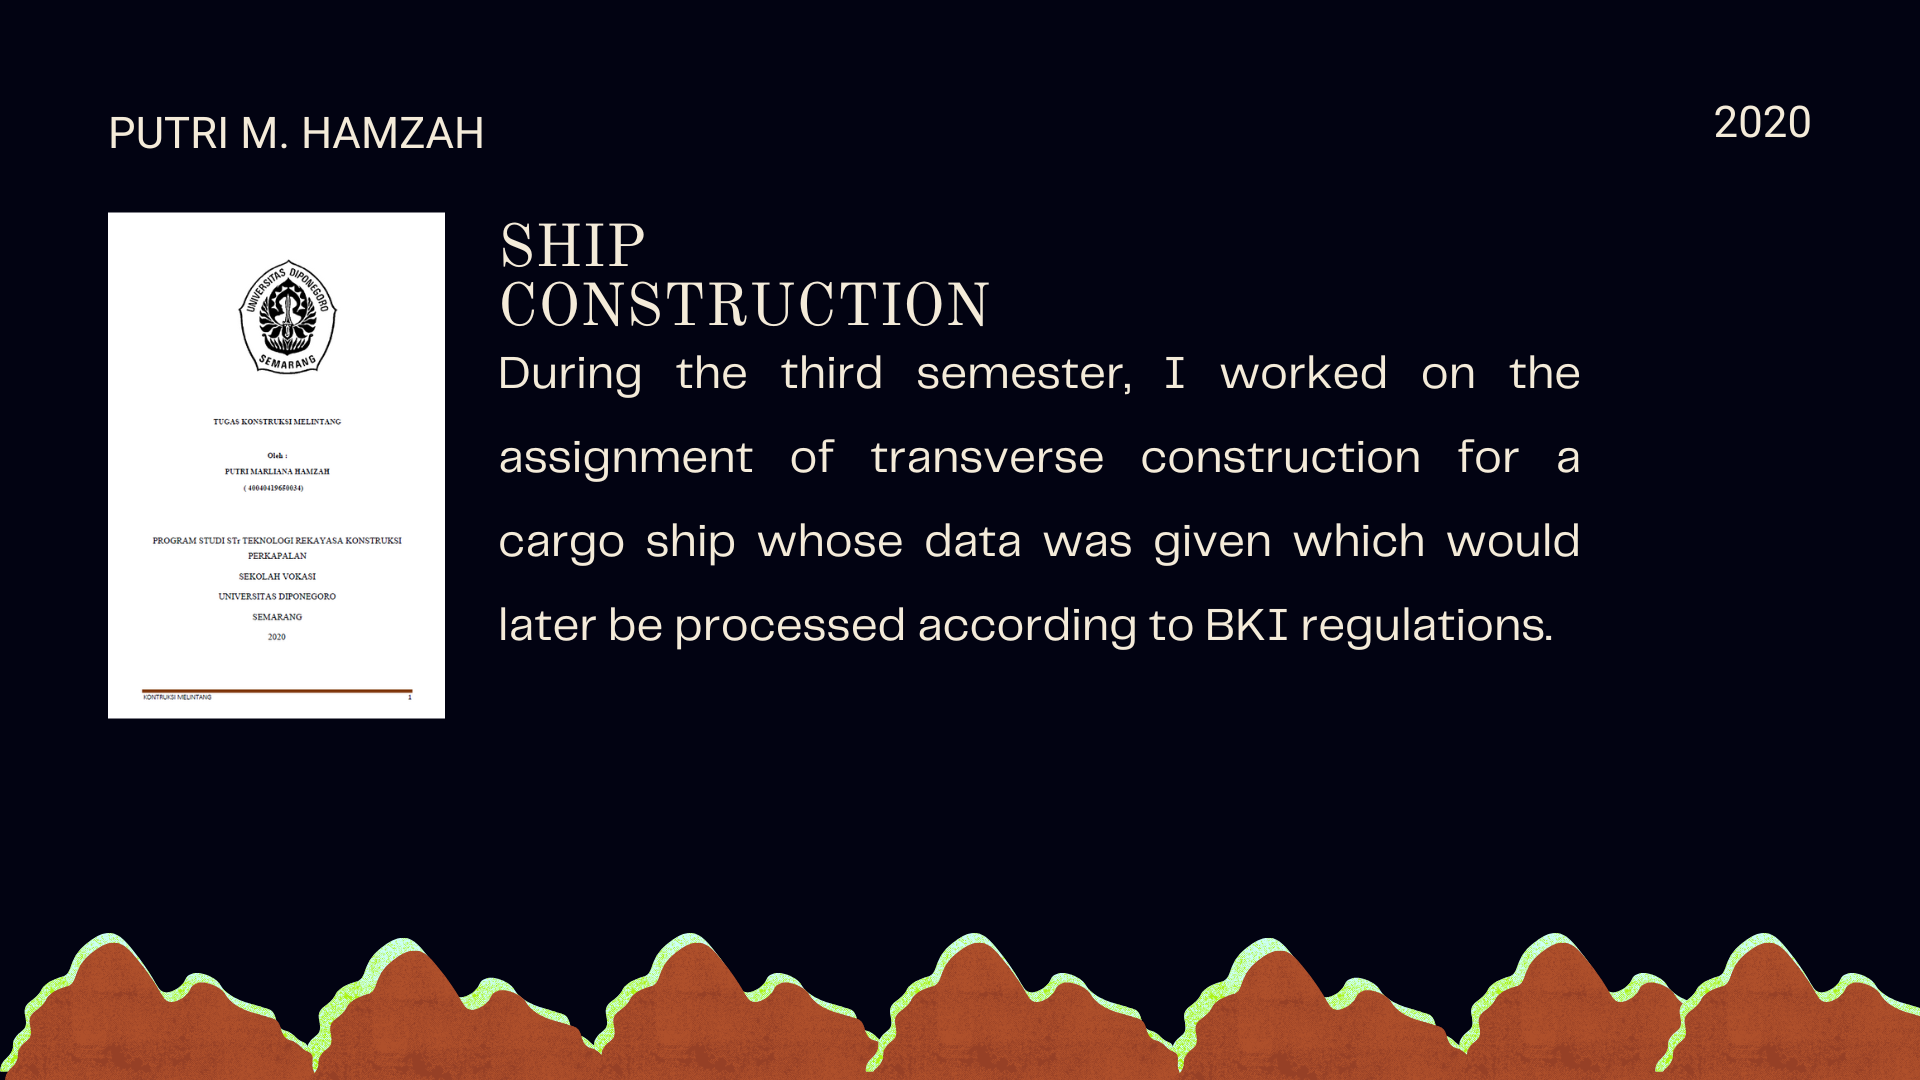 PUTRI M. HAMZAH
2020
UNIVERSITAS DIPONEGORO
SEMARANG
TUGAS KONSTRUKSI MELINTANG
Oleh :
PUTRI MARLIANA HAMZAH
( 40040419650034)
PROGRAM STUDI STr TEKNOLOGI REKAYASA KONSTRUKSI
PERKAPALAN
SEKOLAH VOKASI
UNIVERSITAS DIPONEGORO
SEMARANG
2020
KONTRUKSI MELINTANG 1
SHIP
CONSTRUCTION
During the third semester, I worked on the
assignment of transverse construction for a
cargo ship whose data was given which would
later be processed according to BKI regulations.